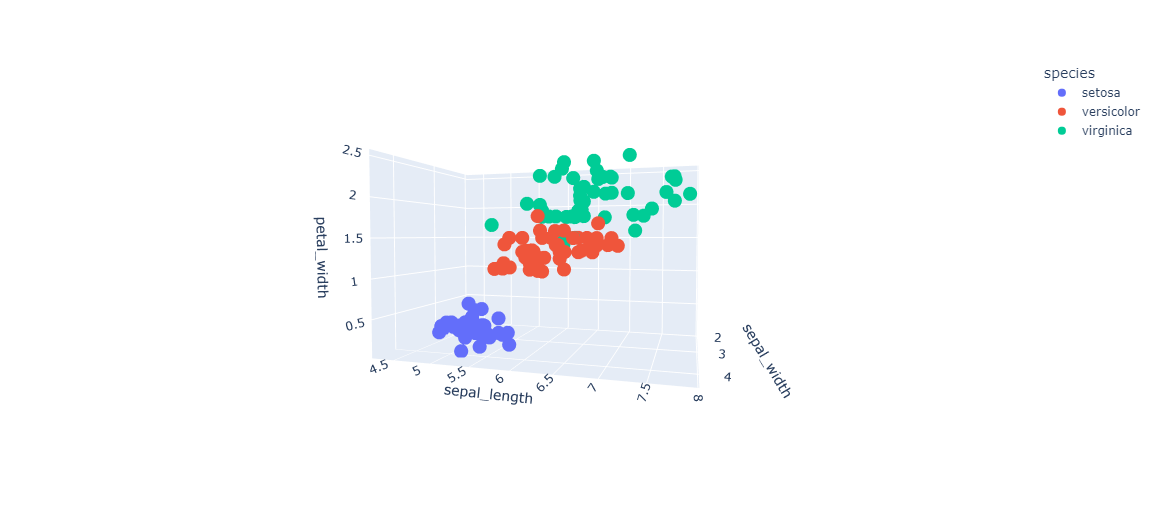 species
setosa
versicolor
virginica
2.5
2
1.5
1
0.5
petal_width
4.5
5
5.5
6
6.5
7
7.5
8
sepal_length
2
3
4
sepal_width